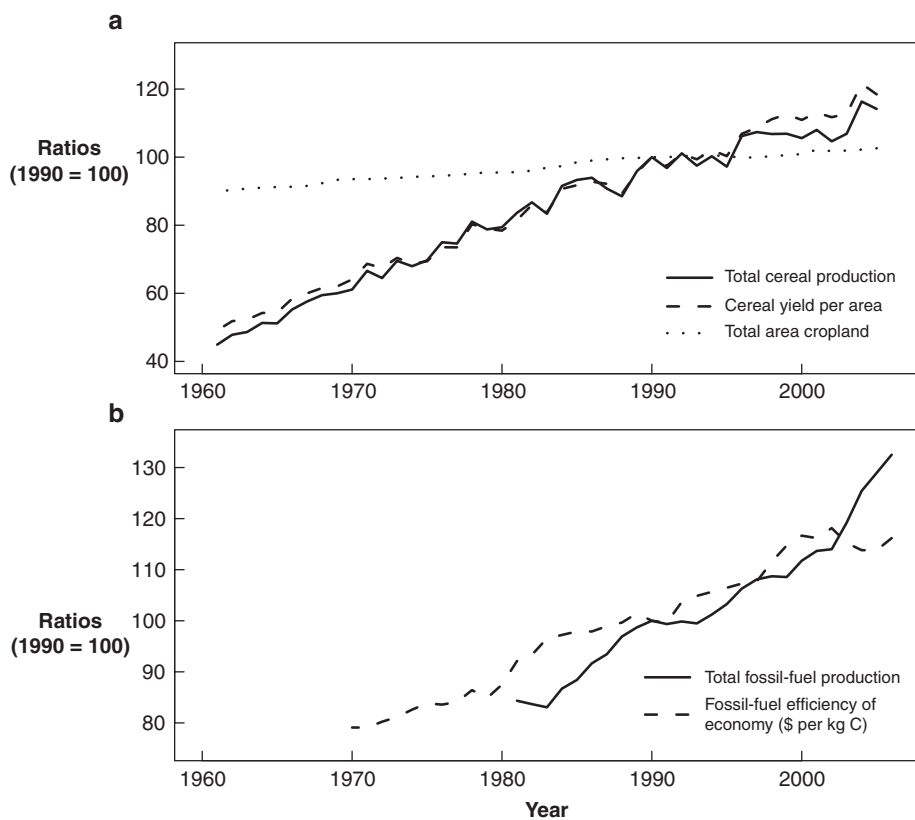 a
120
100
80
60
40
Ratios
(1990 = 100)
Total cereal production
Cereal yield per area
Total area cropland
1960 1970 1980 1990 2000
b
130
120
110
100
90
80
Ratios
(1990 = 100)
Total fossil-fuel production
Fossil-fuel efficiency of
economy ($ per kg C)
1960 1970 1980 1990 2000
Year